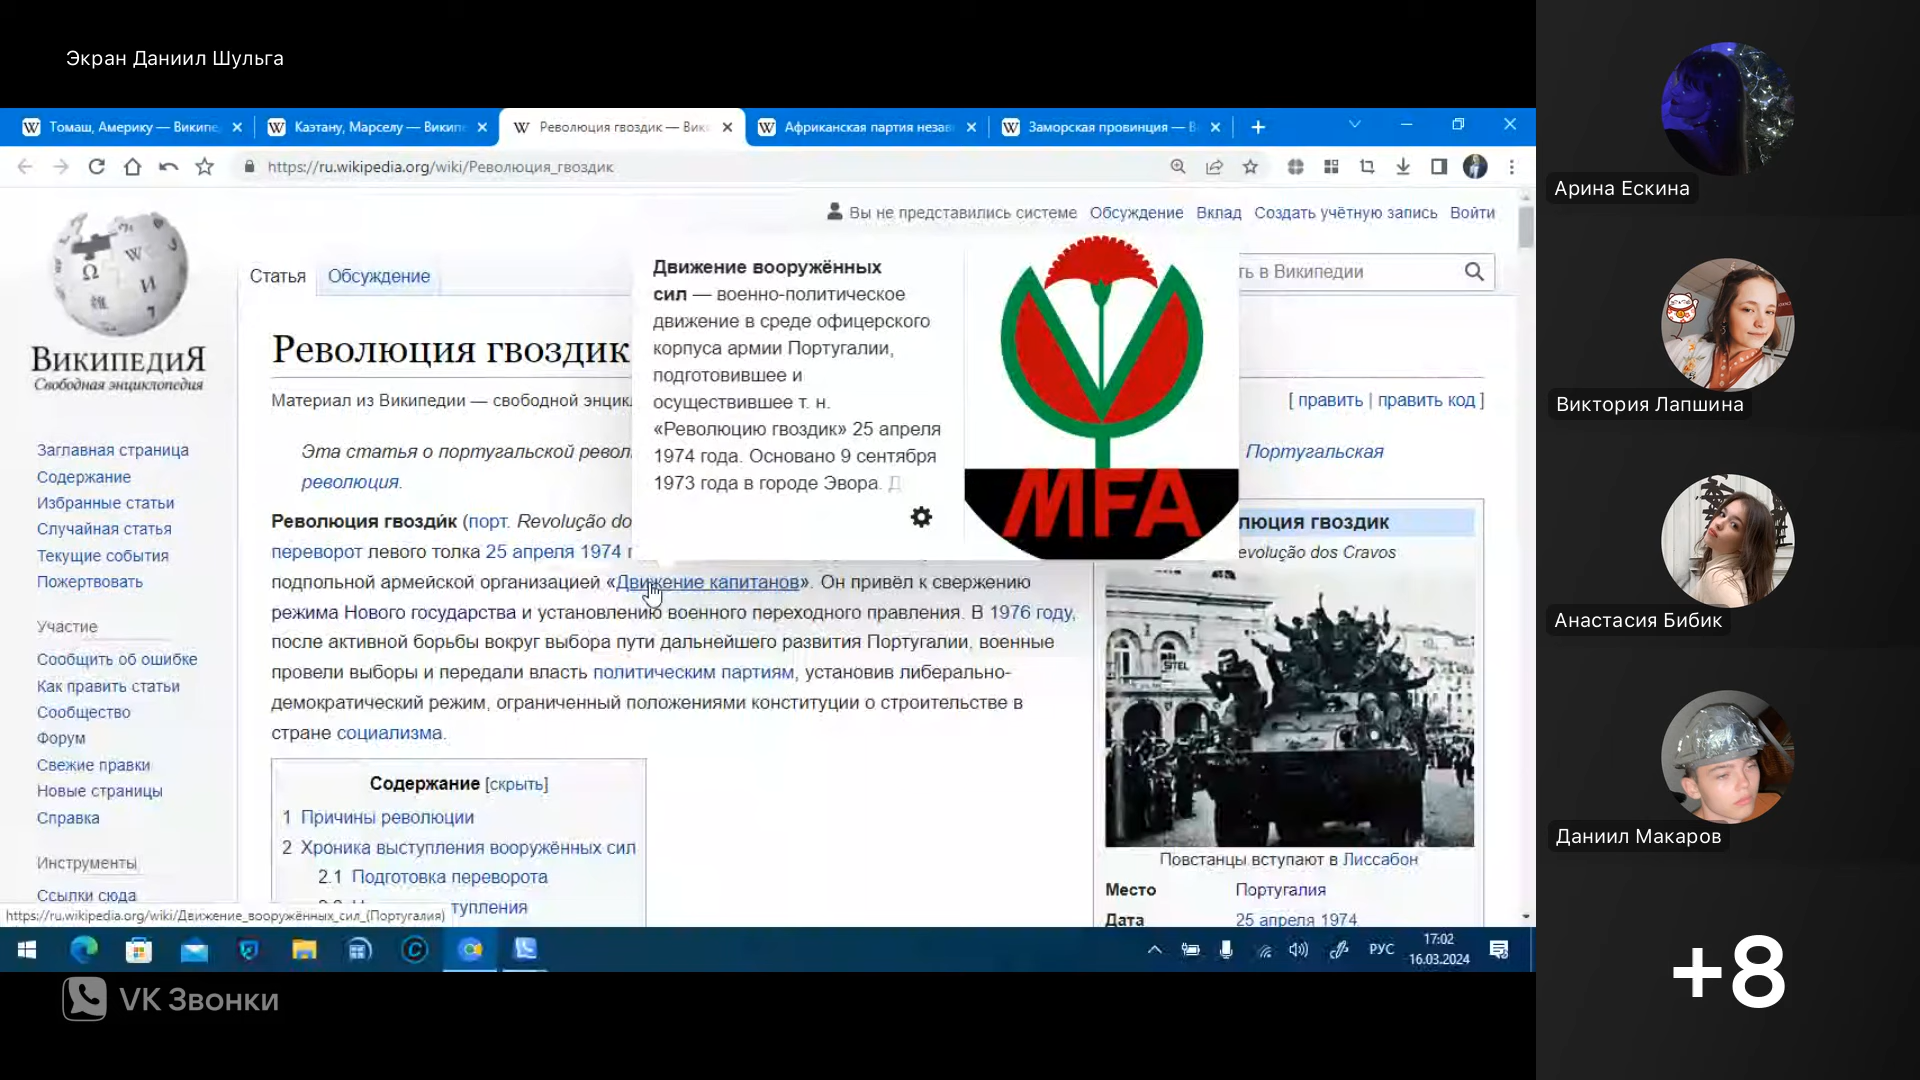 Экран Даниил Шульга
Томаш, Америку — Википе
Каэтану, Марселу — Викип
Революция гвоздик — Вик
Африканская партия незав
Заморская провинция — В
https://ru.wikipedia.org/wiki/Революция_гвоздик
Вы не представились системе Обсуждение Вклад Создать учётную запись Войти
Статья Обсуждение
ть в Википедии
ВИКИПЕДИЯ
Свободная энциклопедия
Революция гвоздик
Материал из Википедии — свободной энцик
[ править | править код ]
Эта статья о португальской револ
Португальская
революция.
Движение вооружённых
сил — военно-политическое
движение в среде офицерского
корпуса армии Португалии,
подготовившее и
осуществившее т. н.
«Революцию гвоздик» 25 апреля
1974 года. Основано 9 сентября
1973 года в городе Эвора. Д
MFA
Революция гвозди́к (порт. Revolução do
переворот левого толка 25 апреля 1974 г
подпольной армейской организацией «Движение капитанов». Он привёл к свержению
режима Нового государства и установлению военного переходного правления. В 1976 году,
после активной борьбы вокруг выбора пути дальнейшего развития Португалии, военные
провели выборы и передали власть политическим партиям, установив либерально-
демократический режим, ограниченный положениями конституции о строительстве в
стране социализма.
Содержание [скрыть]
1 Причины революции
2 Хроника выступления вооружённых сил
2.1 Подготовка переворота
тупления
люция гвоздик
evolução dos Cravos
Повстанцы вступают в Лиссабон
Место Португалия
Дата 25 апреля 1974
Заглавная страница
Содержание
Избранные статьи
Случайная статья
Текущие события
Пожертвовать
Участие
Сообщить об ошибке
Как править статьи
Сообщество
Форум
Свежие правки
Новые страницы
Справка
Инструменты
Ссылки сюда
https://ru.wikipedia.org/wiki/Движение_вооружённых_сил_(Португалия)
РУС
17:02
16.03.2024
VK Звонки
Арина Ескина
Виктория Лапшина
Анастасия Бибик
Даниил Макаров
+8